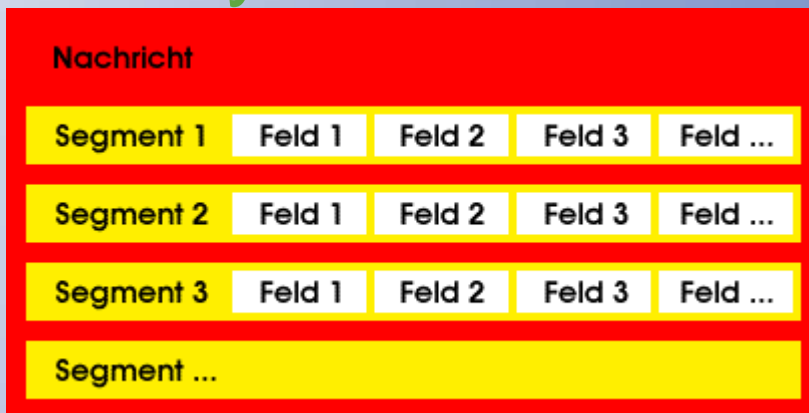 Nachricht
Segment 1 Feld 1 Feld 2 Feld 3 Feld ...
Segment 2 Feld 1 Feld 2 Feld 3 Feld ...
Segment 3 Feld 1 Feld 2 Feld 3 Feld ...
Segment ...